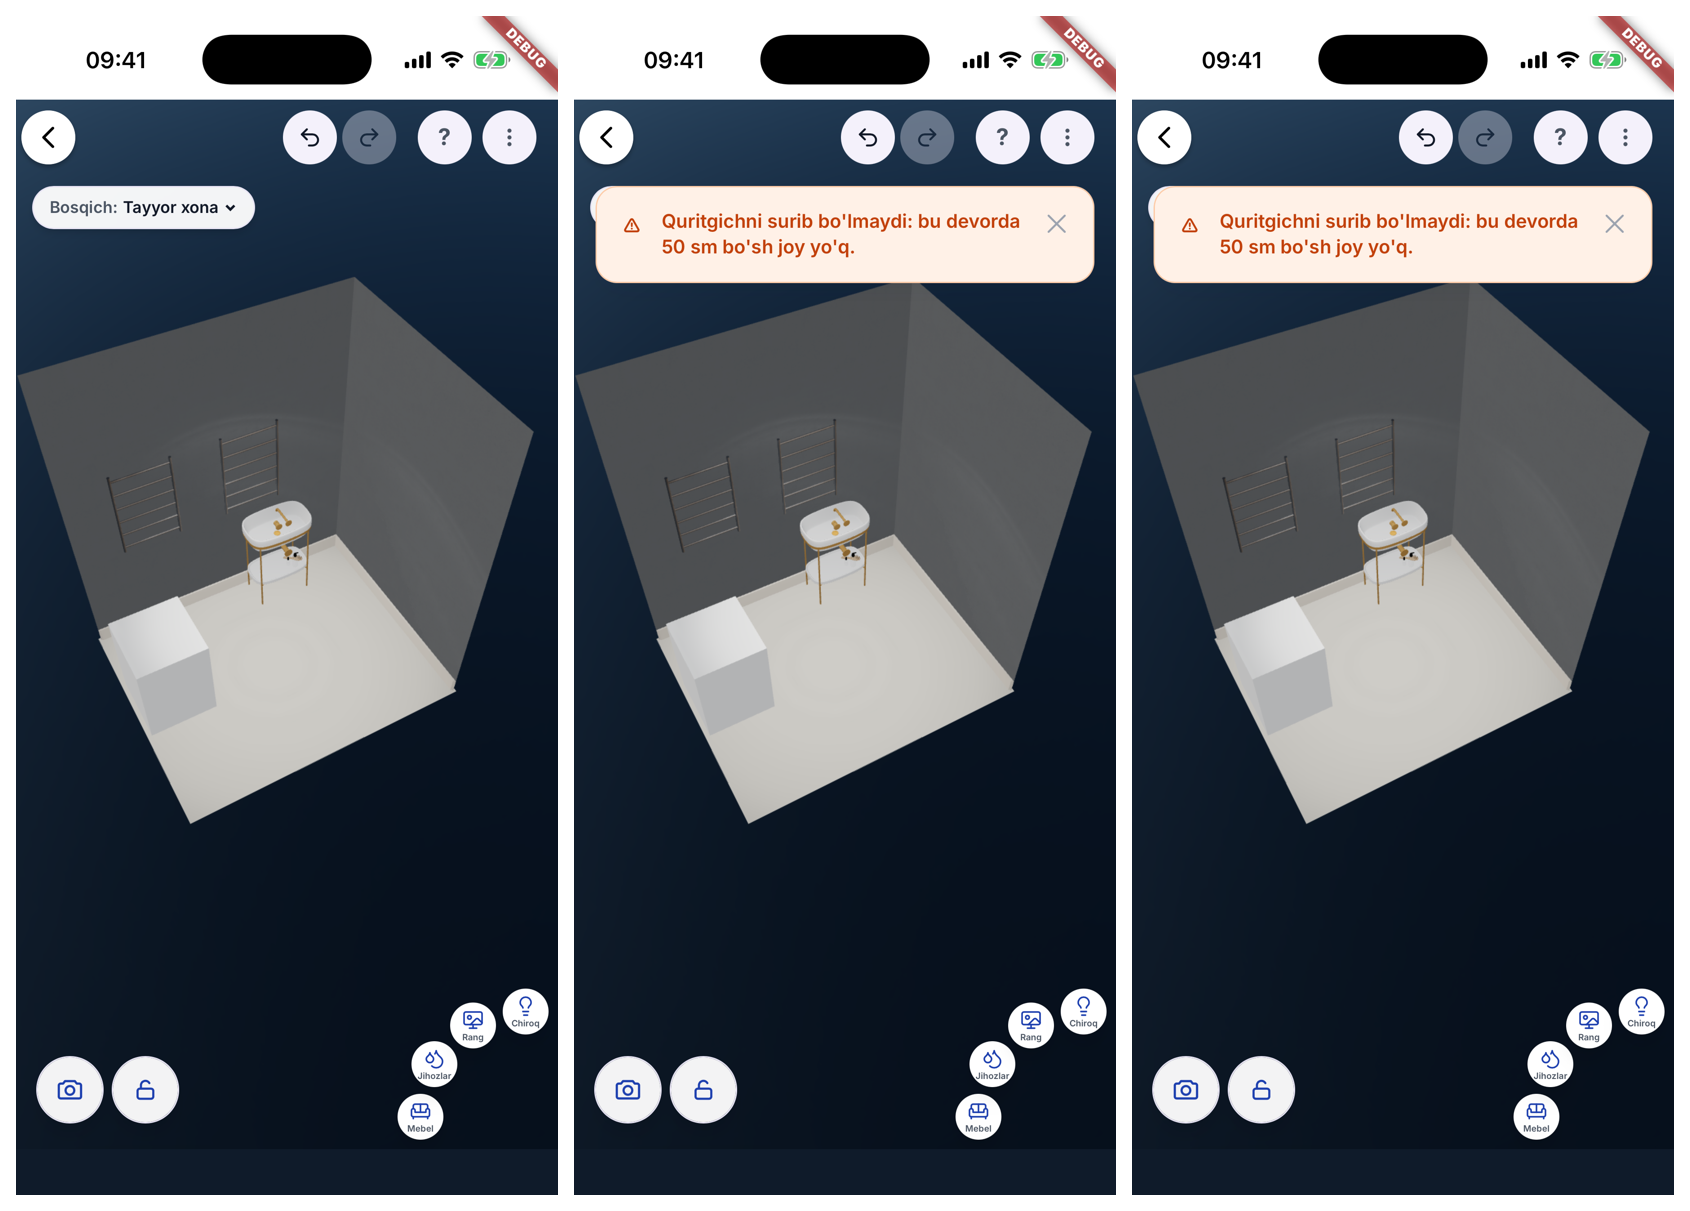 09:41
DEBUG
?
Bosqich: Tayyor xona
Chiroq
Rang
Jihozlar
Mebel
09:41
DEBUG
?
Quritgichni surib bo'lmaydi: bu devorda
50 sm bo'sh joy yo'q.
Chiroq
Rang
Jihozlar
Mebel
09:41
DEBUG
?
Quritgichni surib bo'lmaydi: bu devorda
50 sm bo'sh joy yo'q.
Chiroq
Rang
Jihozlar
Mebel